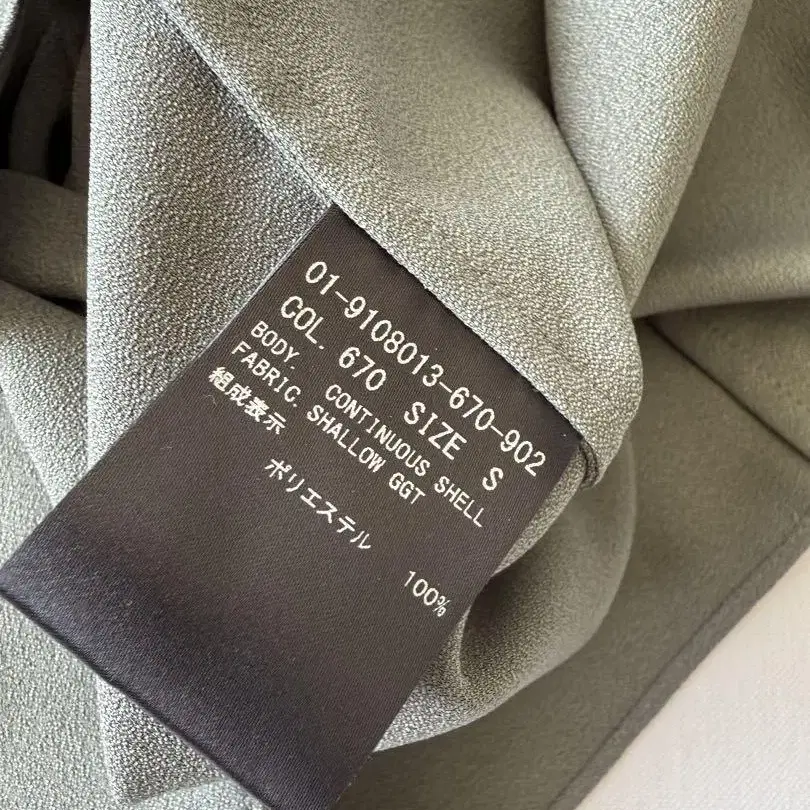 01-9108013-670-902
COL. 670 SIZE S
BODY. CONTINUOUS SHELL
FABRIC. SHALLOW GGT
組成表示
ポリエステル 100%